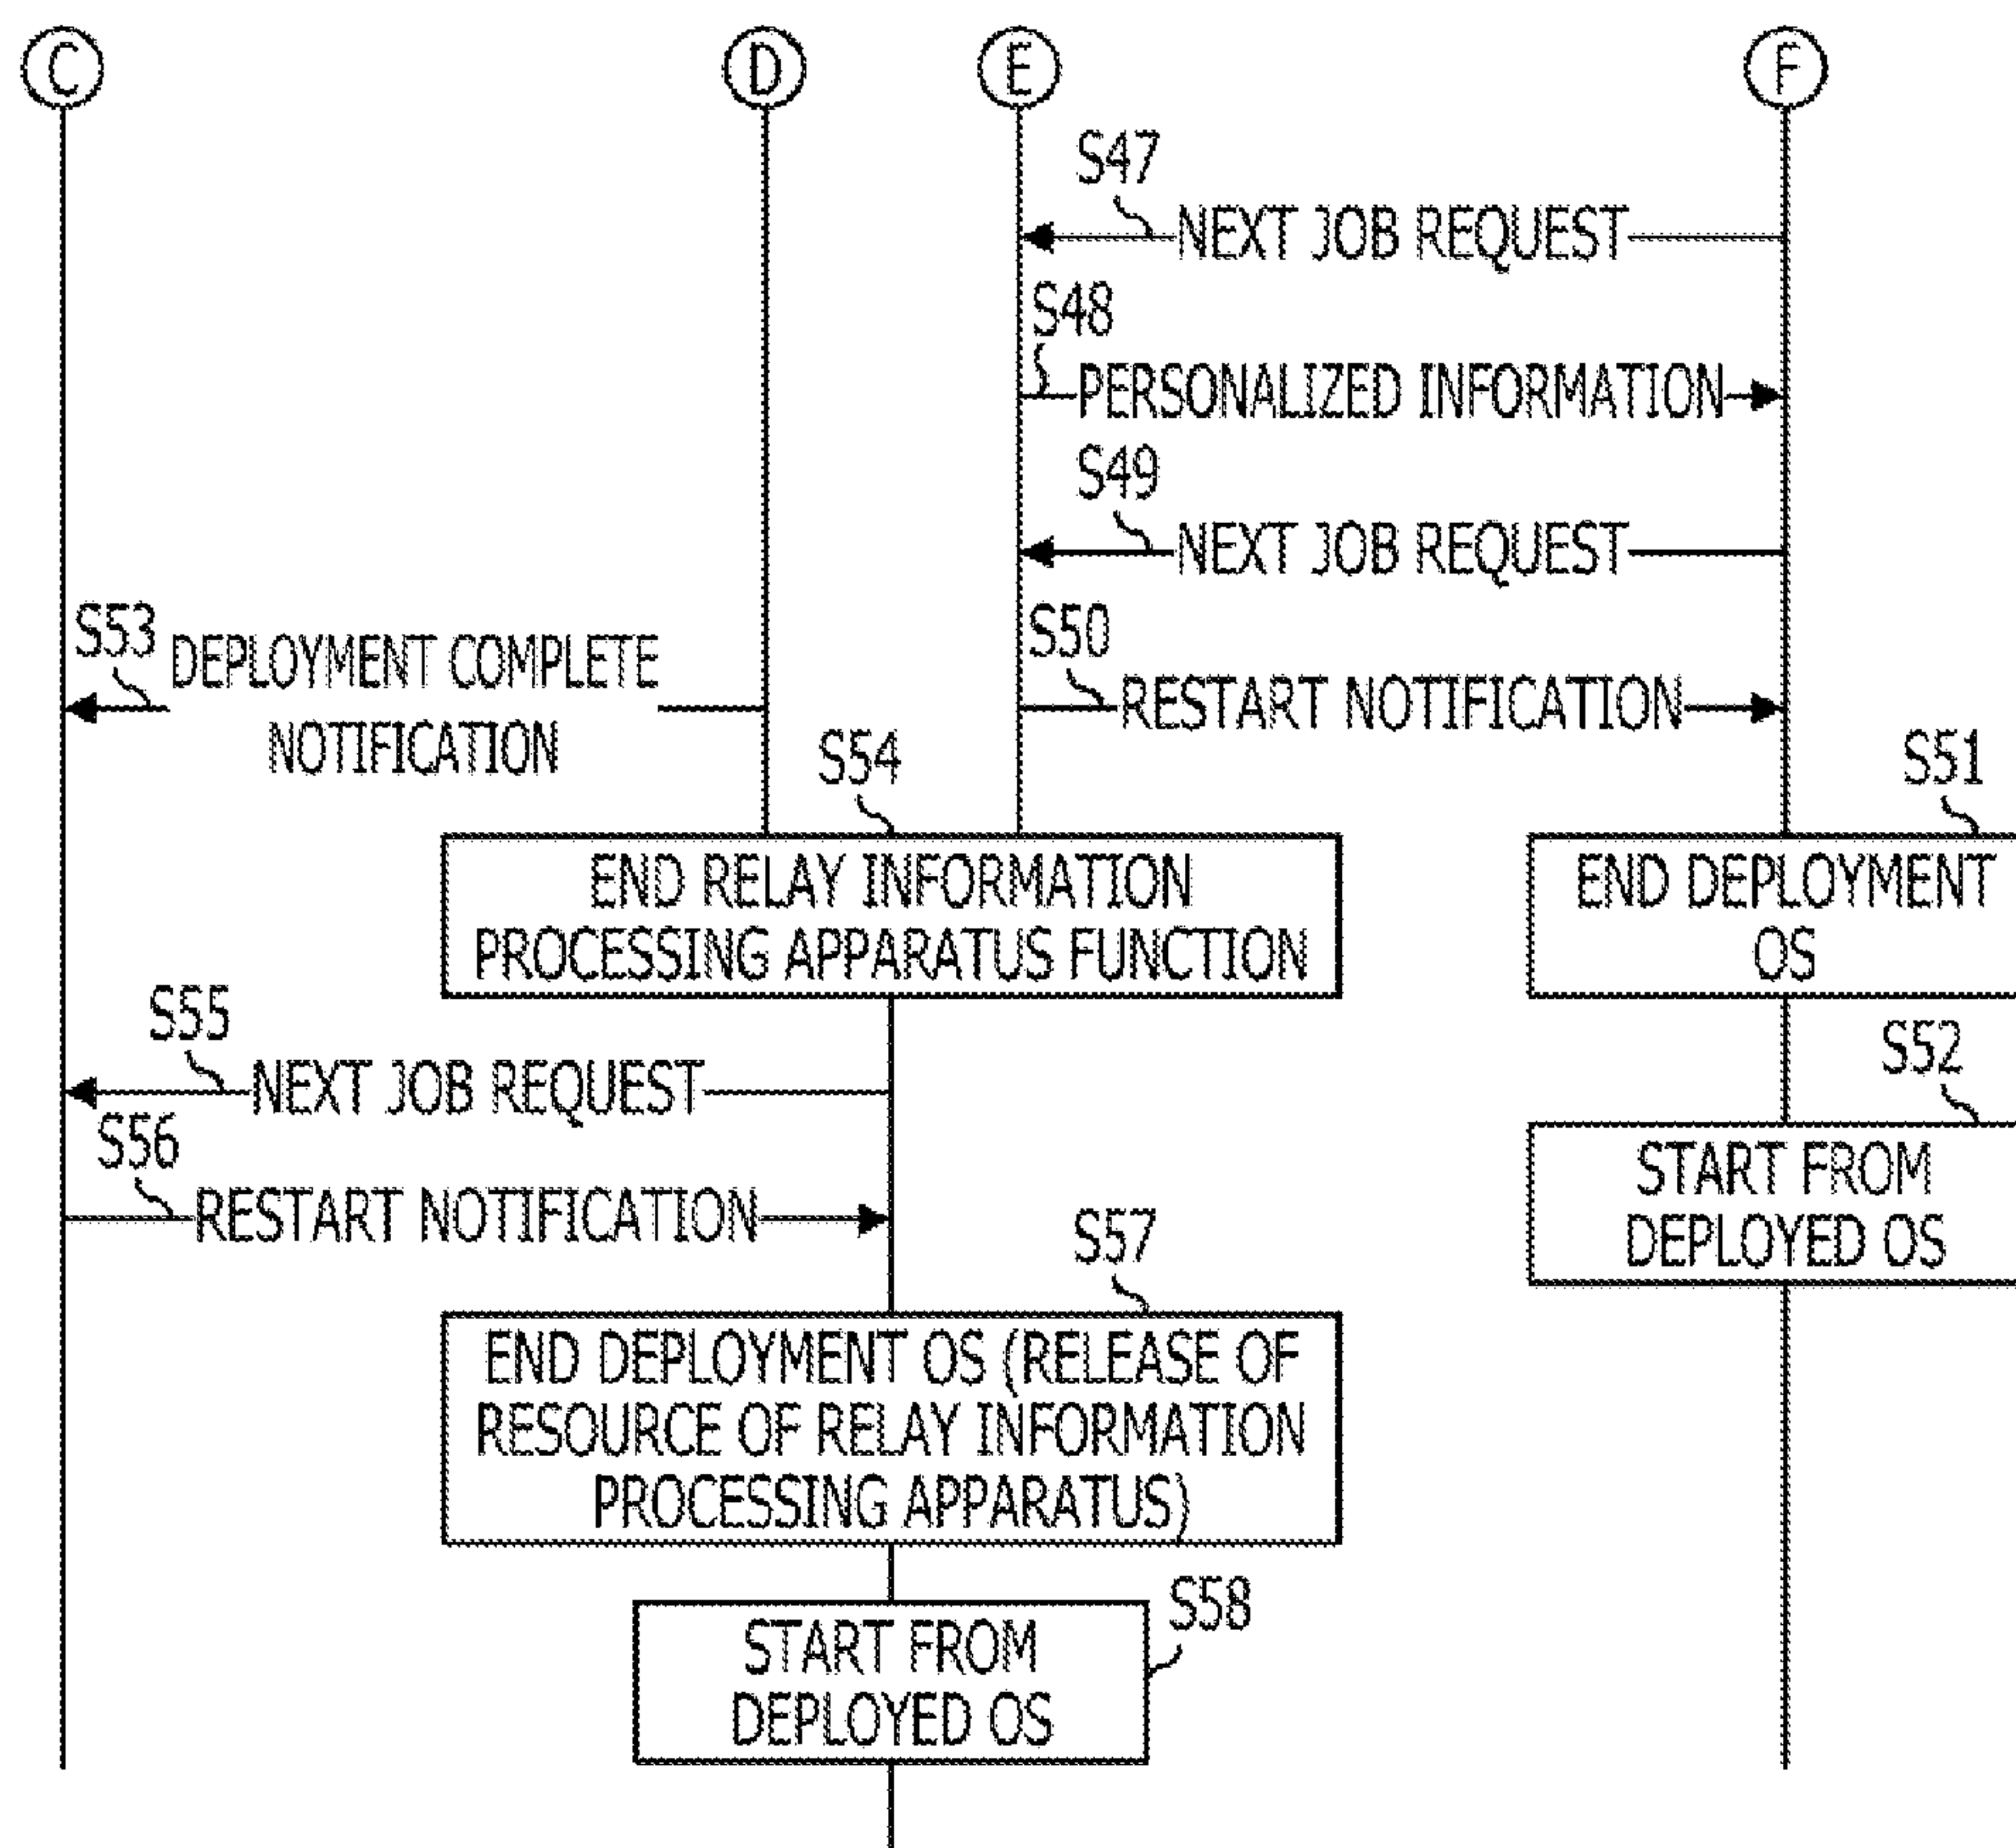 C
D
E
F
S47
NEXT JOB REQUEST
S48
PERSONALIZED INFORMATION
S49
NEXT JOB REQUEST
S53
DEPLOYMENT COMPLETE
NOTIFICATION
S50
RESTART NOTIFICATION
S54
END RELAY INFORMATION
PROCESSING APPARATUS FUNCTION
S51
END DEPLOYMENT
OS
S55
NEXT JOB REQUEST
S52
START FROM
DEPLOYED OS
S56
RESTART NOTIFICATION
S57
END DEPLOYMENT OS (RELEASE OF
RESOURCE OF RELAY INFORMATION
PROCESSING APPARATUS)
S58
START FROM
DEPLOYED OS